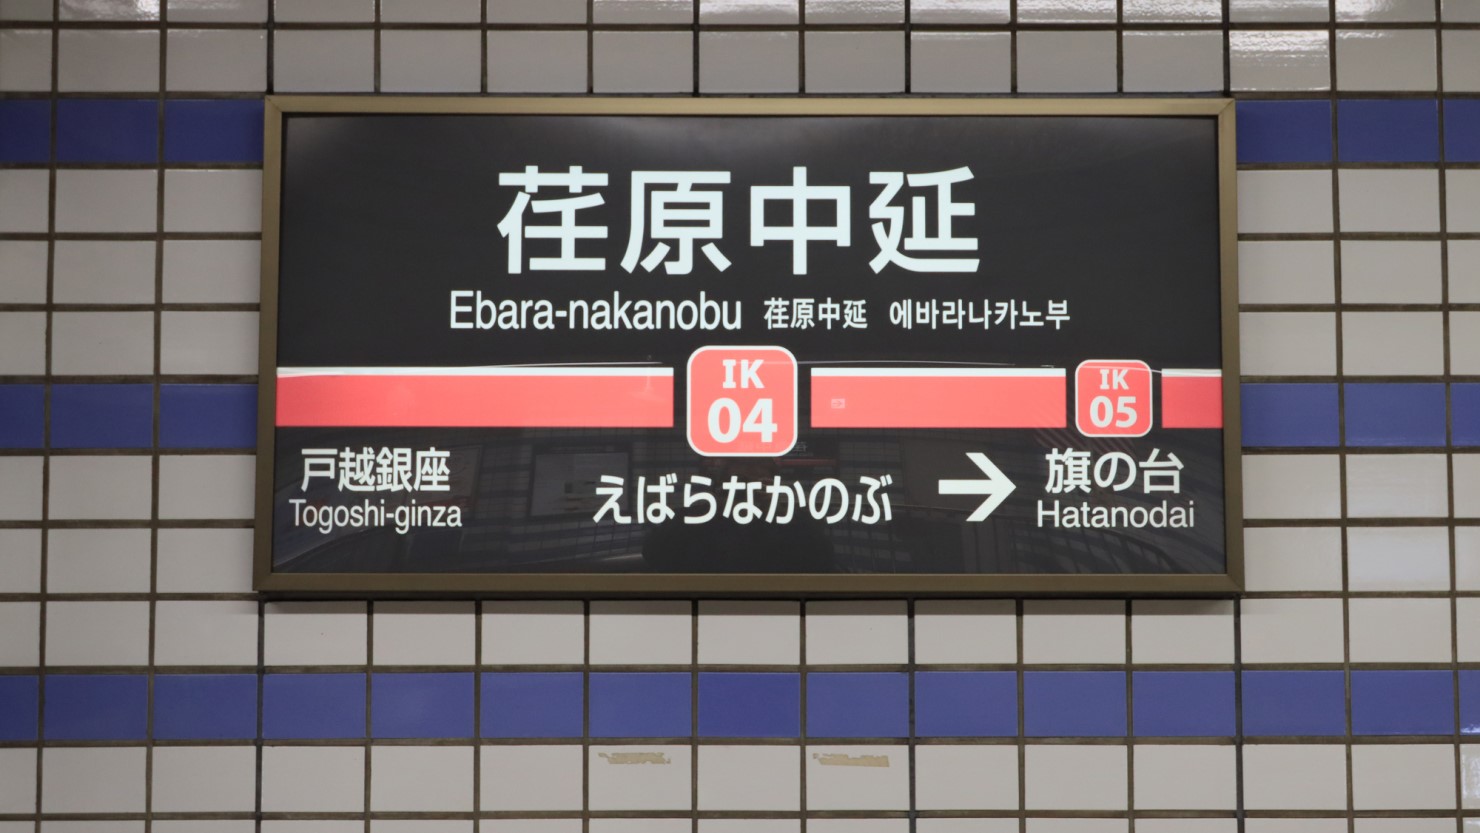 荏原中延
Ebara-nakanobu 荏原中延 에바라나카노부
IK
04
IK
05
戸越銀座
Togoshi-ginza
えばらなかのぶ
→
旗の台
Hatanodai